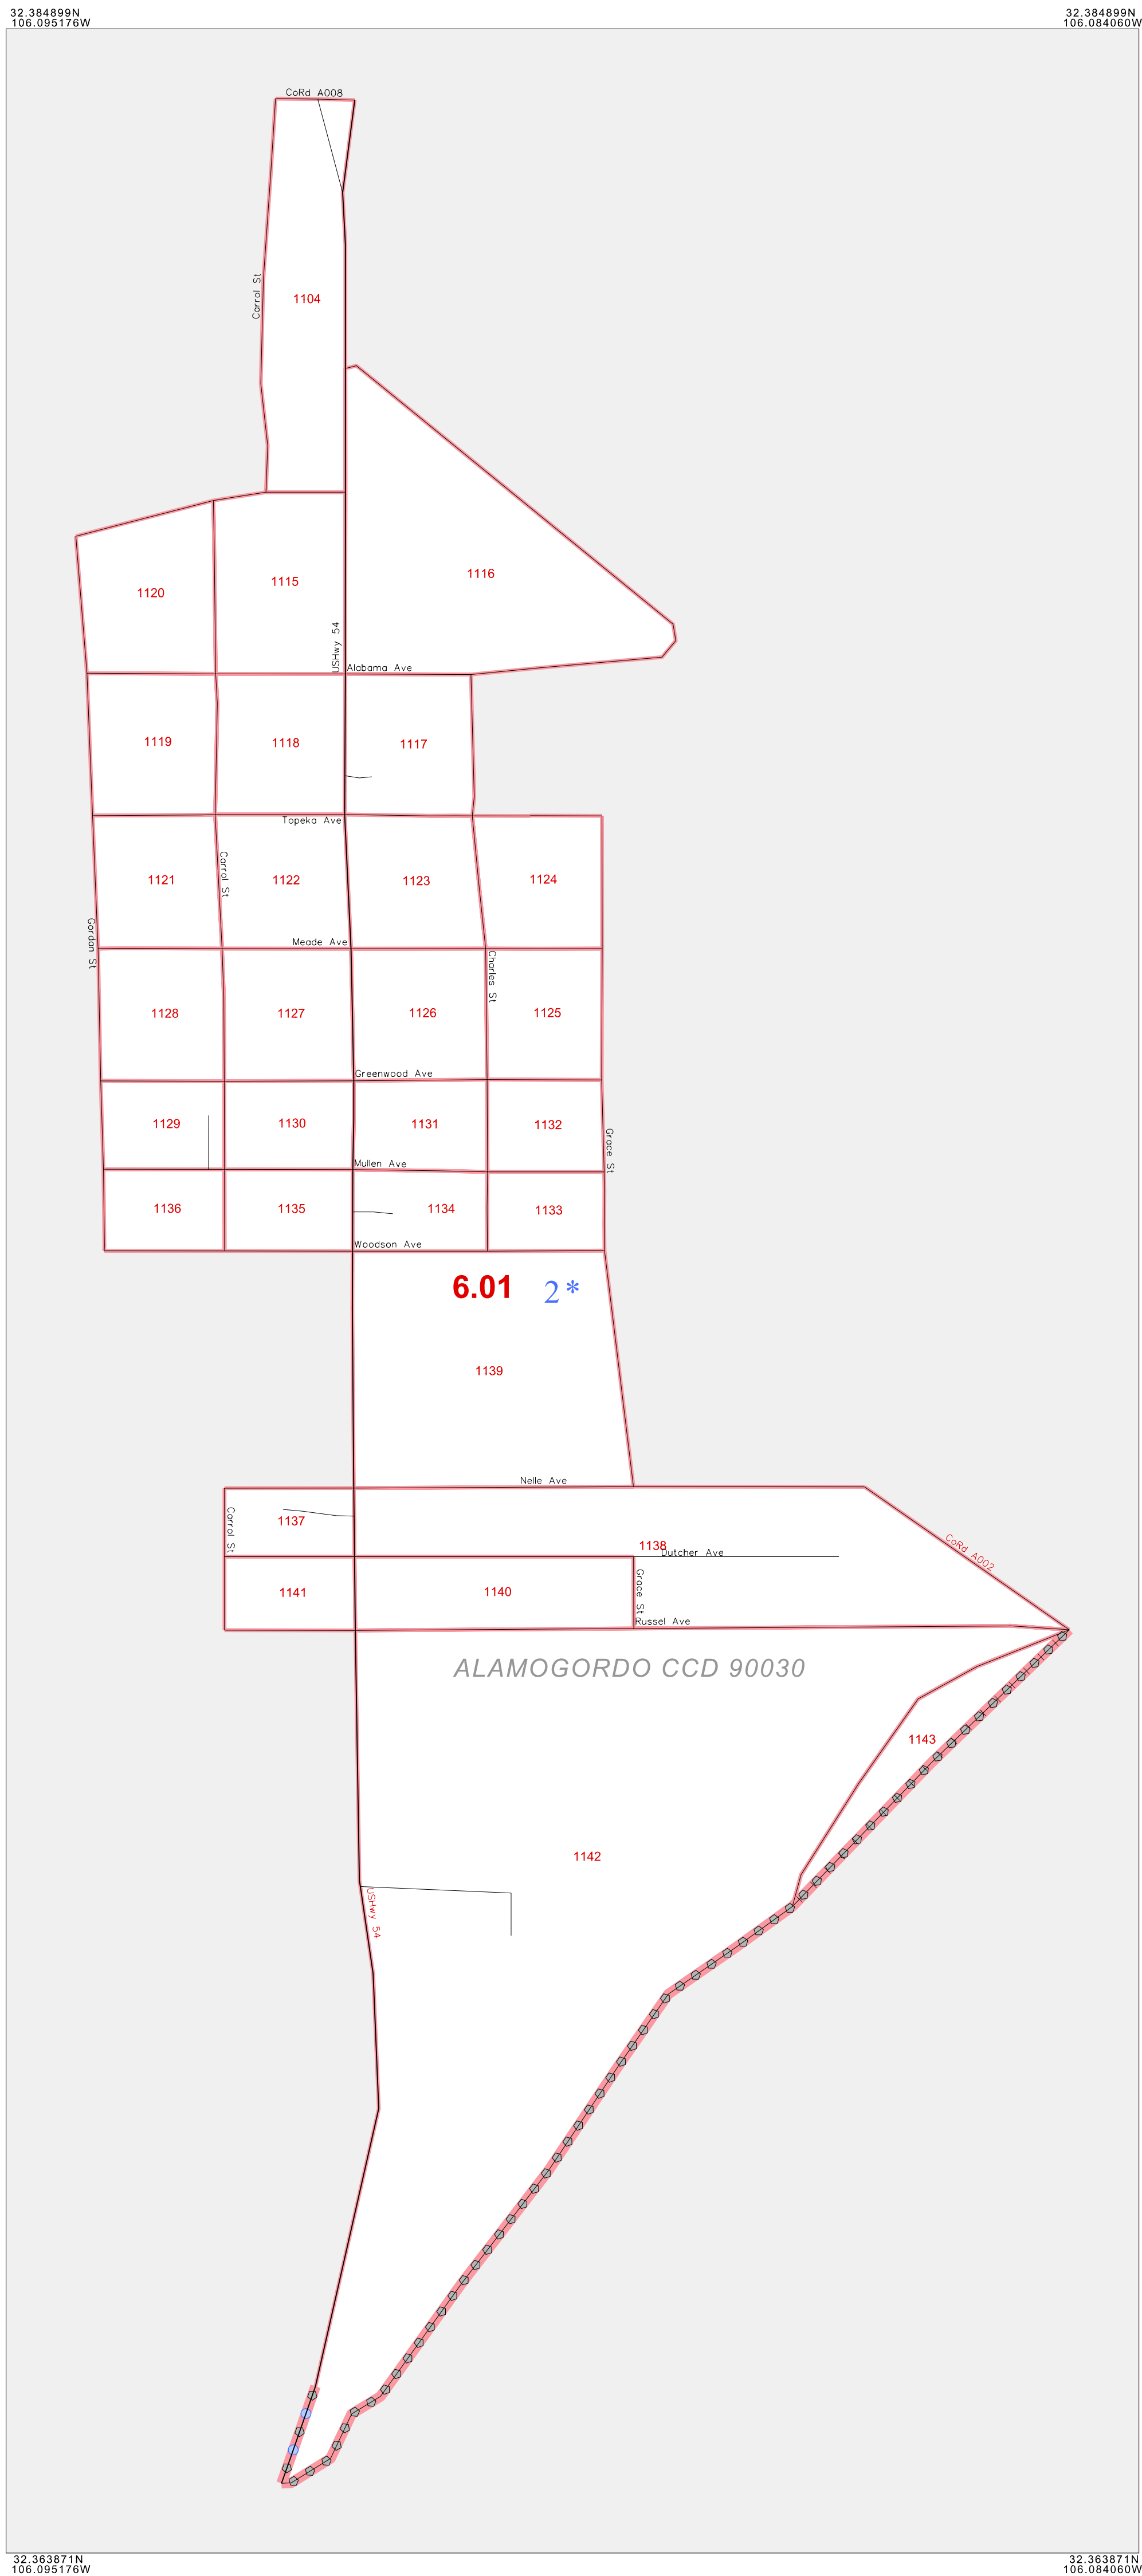 32.384899N
106.095176W
32.384899N
106.084060W
CoRd A008
Carrol St
1104
1116
1115
1120
USHwy 54
Alabama Ave
1119
1118
1117
Topeka Ave
1121
Carrol St
1122
1123
1124
Gordon St
Meade Ave
Charles St
1128
1127
1126
1125
Greenwood Ave
1129
1130
1131
1132
Grace St
Mullen Ave
1136
1135
1134
1133
Woodson Ave
6.01 2*
1139
Nelle Ave
Carrol St
1137
1138
Dutcher Ave
CoRd A002
1141
1140
Grace St
Russel Ave
ALAMOGORDO CCD 90030
1143
1142
USHwy 54
32.363871N
106.095176W
32.363871N
106.084060W